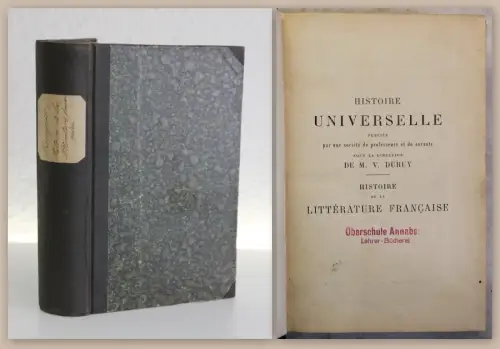 HISTOIRE
UNIVERSELLE
PUBLIÉE
par une société de professeurs et de savants
SOUS LA DIRECTION
DE M. V. DURUY
HISTOIRE
DE LA
LITTÉRATURE FRANÇAISE
Oberschule Annabe
Lehrer-Bücherei